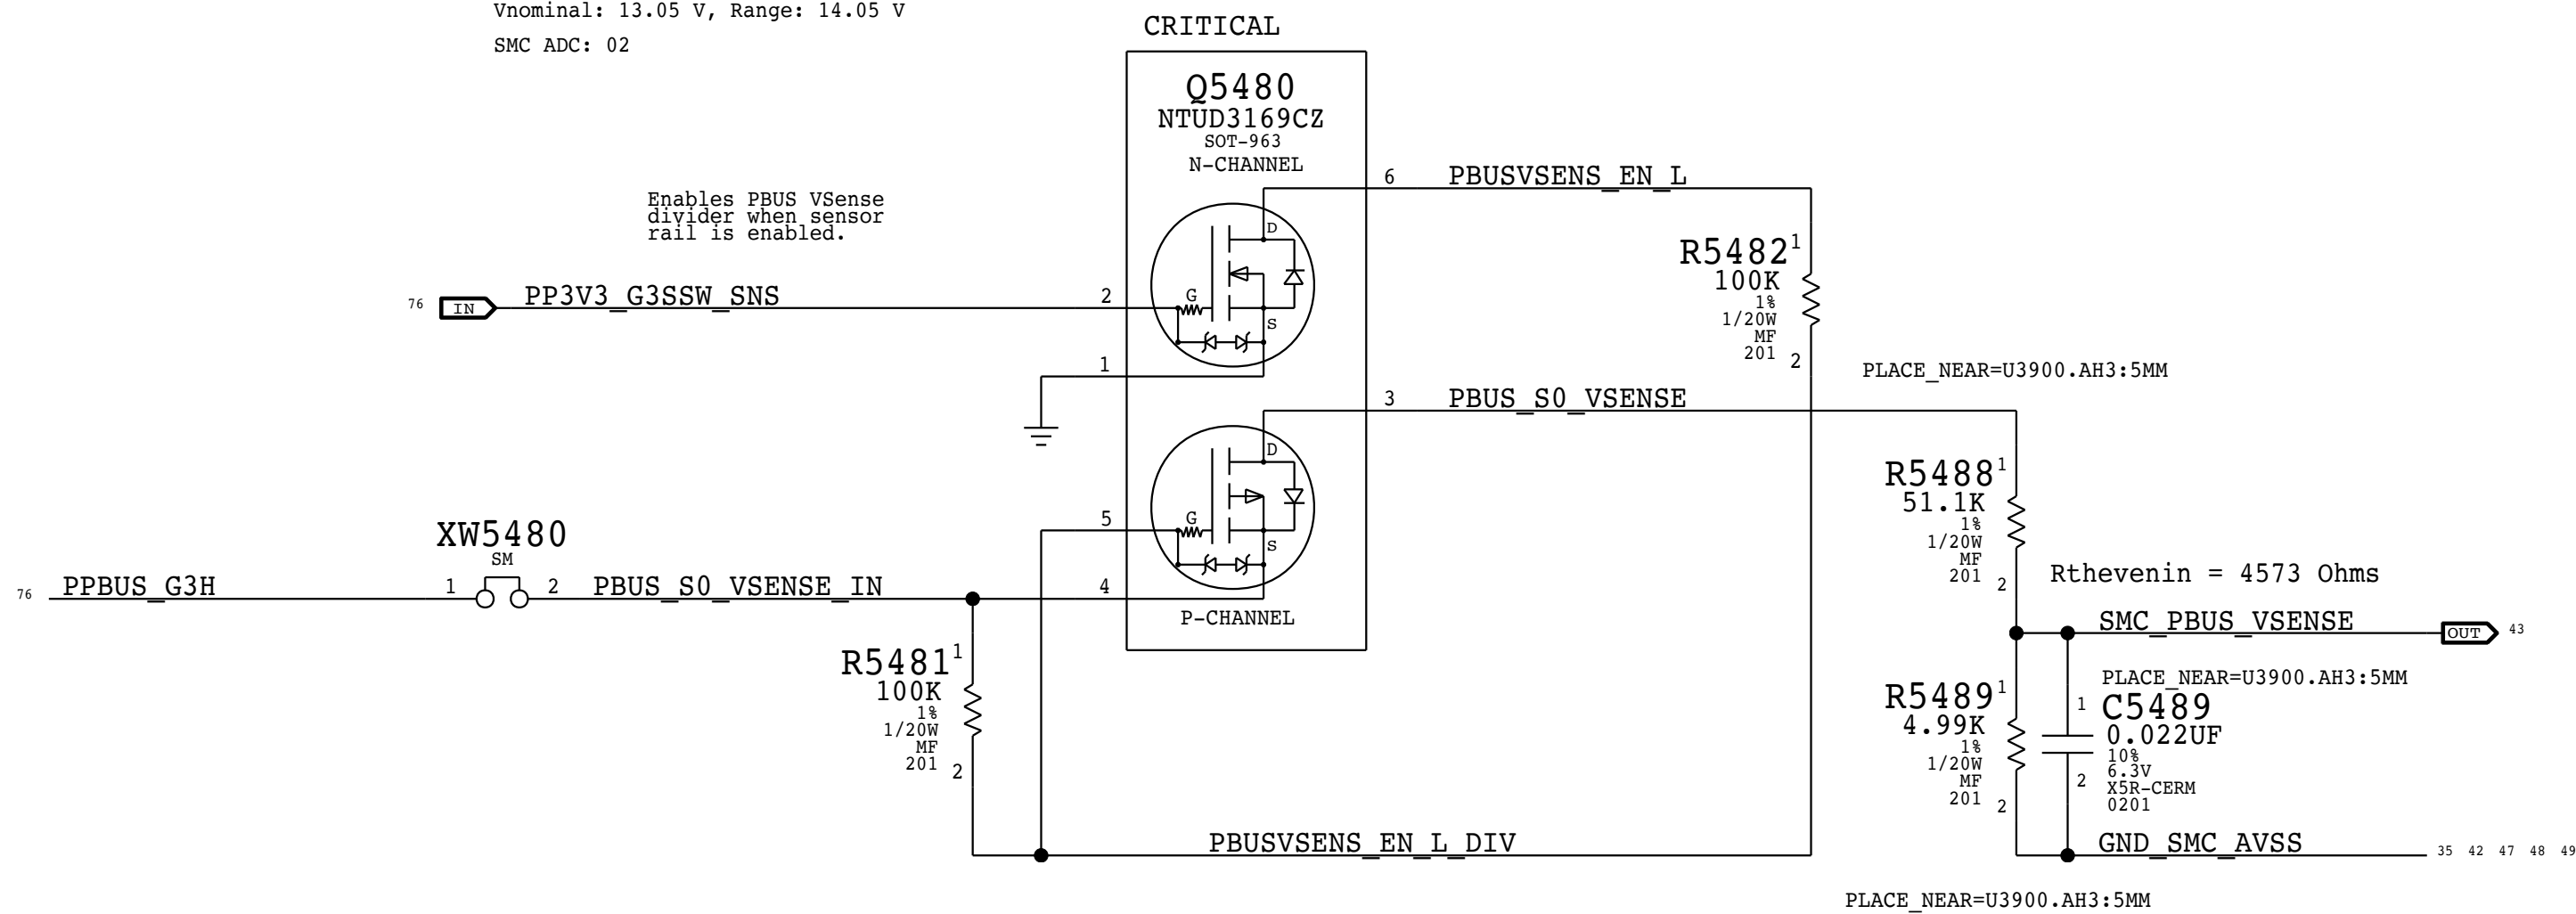 Vnominal: 13.05 V, Range: 14.05 V
SMC ADC: 02
CRITICAL
Q5480
NTUD3169CZ
SOT-963
N-CHANNEL
Enables PBUS VSense
divider when sensor
rail is enabled.
76 IN PP3V3_G3SSW_SNS 2
G
D
S
1
6 PBUSVSENS_EN_L
R5482 1
100K
1%
1/20W
MF
201 2
PLACE_NEAR=U3900.AH3:5MM
3 PBUS_S0_VSENSE
D
G
S
5
XW5480
SM
76 PPBUS_G3H 1 2 PBUS_S0_VSENSE_IN 4
P-CHANNEL
R5481 1
100K
1%
1/20W
MF
201 2
R5488 1
51.1K
1%
1/20W
MF
201 2
Rthevenin = 4573 Ohms
SMC_PBUS_VSENSE OUT 43
PLACE_NEAR=U3900.AH3:5MM
R5489 1
4.99K
1%
1/20W
MF
201 2
1 C5489
0.022UF
10%
6.3V
2 X5R-CERM
0201
PBUSVSENS_EN_L_DIV
GND_SMC_AVSS 35 42 47 48 49
PLACE_NEAR=U3900.AH3:5MM